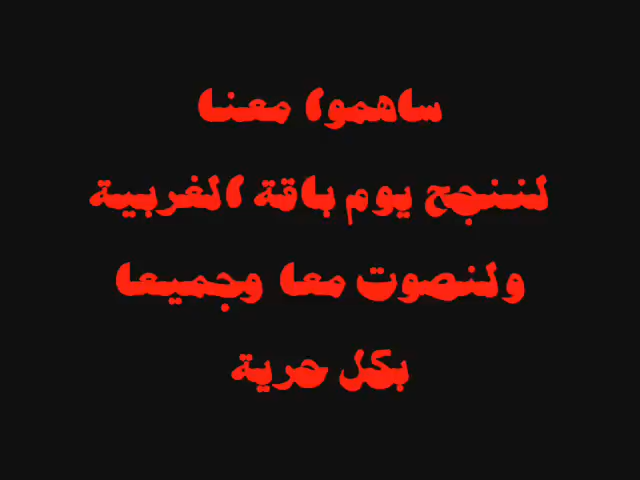 ساهموا معنا
لننجح يوم باقة الغربية
ولنصوت معا وجميعا
بكل حرية